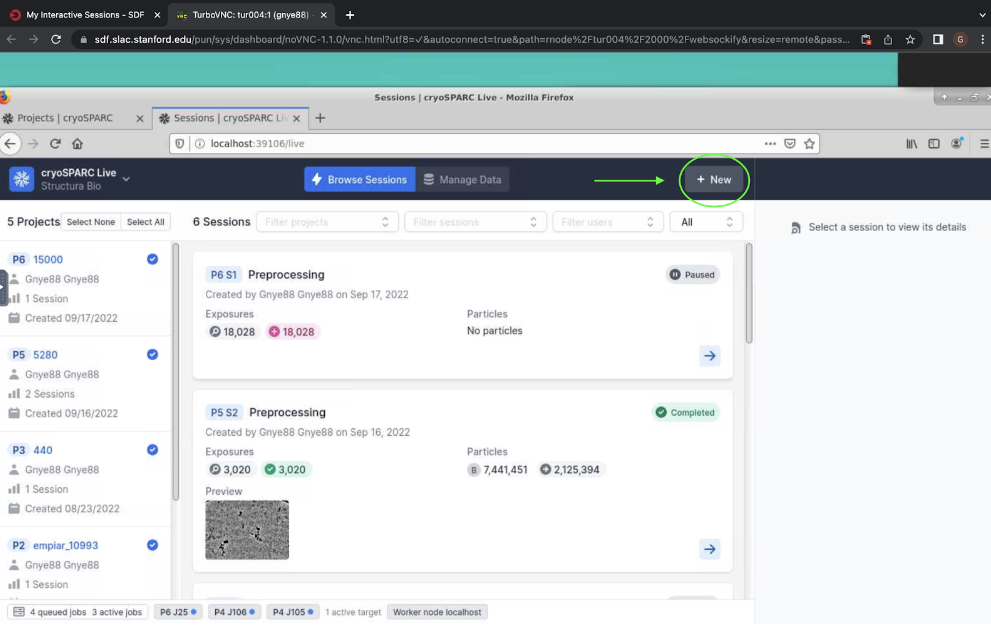 My Interactive Sessions - SDF
TurboVNC: tur004:1 (gnye88)
sdf.slac.stanford.edu/pun/sys/dashboard/noVNC-1.1.0/vnc.html?utf8=✓&autoconnect=true&path=rnode%2Ftur004%2F2000%2Fwebsockify&resize=remote&pass...
G
Sessions | cryoSPARC Live - Mozilla Firefox
Projects | cryoSPARC
Sessions | cryoSPARC Liv
localhost:39106/live
cryoSPARC Live
Structura Bio
Browse Sessions
Manage Data
+ New
5 Projects
Select None
Select All
6 Sessions
Filter projects
Filter sessions
Filter users
All
Select a session to view its details
P6 15000
Gnye88 Gnye88
1 Session
Created 09/17/2022
P5 5280
Gnye88 Gnye88
2 Sessions
Created 09/16/2022
P3 440
Gnye88 Gnye88
1 Session
Created 08/23/2022
P2 empiar_10993
Gnye88 Gnye88
1 Session
P6 S1 Preprocessing
Paused
Created by Gnye88 Gnye88 on Sep 17, 2022
Exposures
Particles
18,028
18,028
No particles
P5 S2 Preprocessing
Completed
Created by Gnye88 Gnye88 on Sep 16, 2022
Exposures
Particles
3,020
3,020
B 7,441,451
2,125,394
Preview
4 queued jobs 3 active jobs
P6 J25
P4 J106
P4 J105
1 active target
Worker node localhost